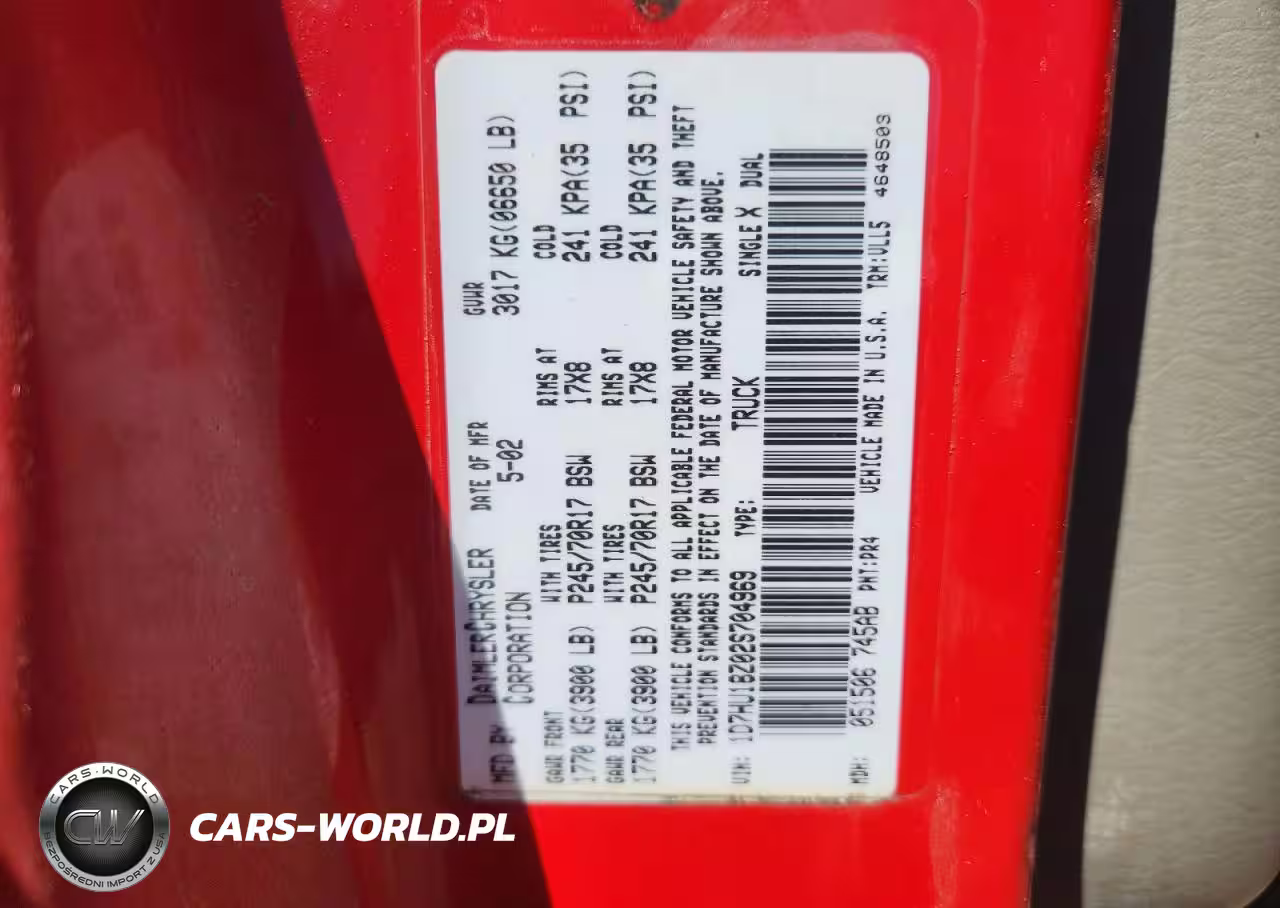 MFD BY DAIMLERCHRYSLER CORPORATION
DATE OF MFR
5-02
GVWR
3017 KG(06650 LB)
GAWR FRONT
WITH TIRES
RIMS AT
COLD
1770 KG(3900 LB) P245/70R17 BSW 17X8 241 KPA(35 PSI)
GAWR REAR
WITH TIRES
RIMS AT
COLD
1770 KG(3900 LB) P245/70R17 BSW 17X8 241 KPA(35 PSI)
THIS VEHICLE CONFORMS TO ALL APPLICABLE FEDERAL MOTOR VEHICLE SAFETY AND THEFT
PREVENTION STANDARDS IN EFFECT ON THE DATE OF MANUFACTURE SHOWN ABOVE.
VIN: 1D7HU18Z02S704969 TYPE: TRUCK SINGLE X DUAL
MDH: 051506 745AB PNT:PR4 VEHICLE MADE IN U.S.A. TRM:VLL5 4648503
CARS-WORLD
CW
BEZPOŚREDNI IMPORT Z USA
CARS-WORLD.PL